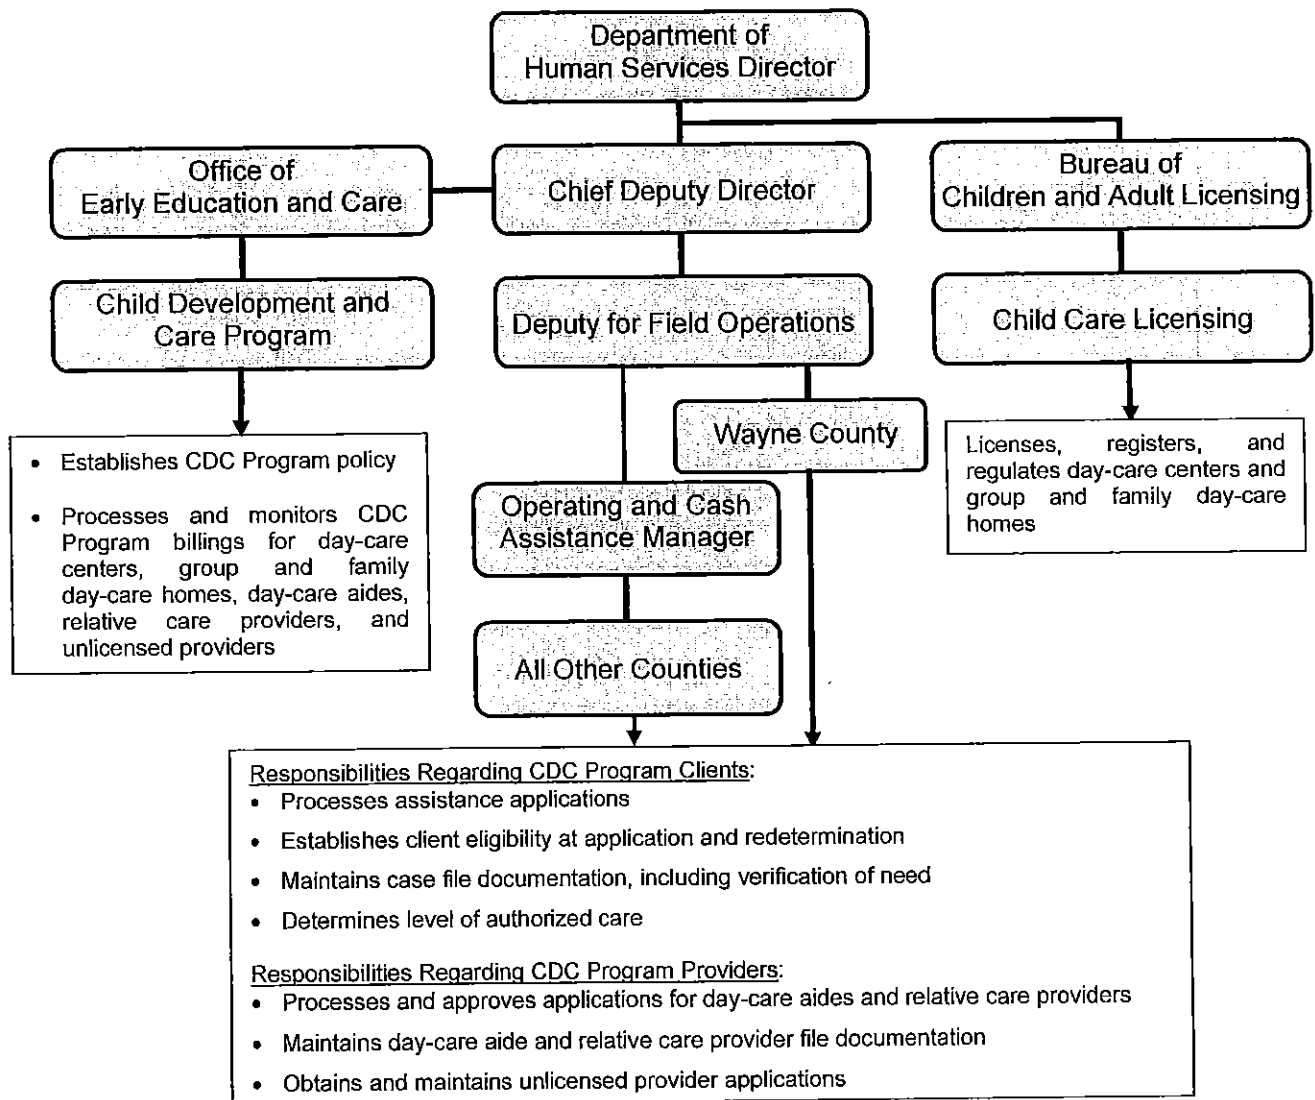 Department of
Human Services Director
Office of
Early Education and Care
Chief Deputy Director
Bureau of
Children and Adult Licensing
Child Development and
Care Program
Deputy for Field Operations
Child Care Licensing
Wayne County
• Establishes CDC Program policy
• Processes and monitors CDC
Program billings for day-care
centers, group and family
day-care homes, day-care aides,
relative care providers, and
unlicensed providers
Licenses, registers, and
regulates day-care centers and
group and family day-care
homes
Operating and Cash
Assistance Manager
All Other Counties
Responsibilities Regarding CDC Program Clients:
• Processes assistance applications
• Establishes client eligibility at application and redetermination
• Maintains case file documentation, including verification of need
• Determines level of authorized care
Responsibilities Regarding CDC Program Providers:
• Processes and approves applications for day-care aides and relative care providers
• Maintains day-care aide and relative care provider file documentation
• Obtains and maintains unlicensed provider applications